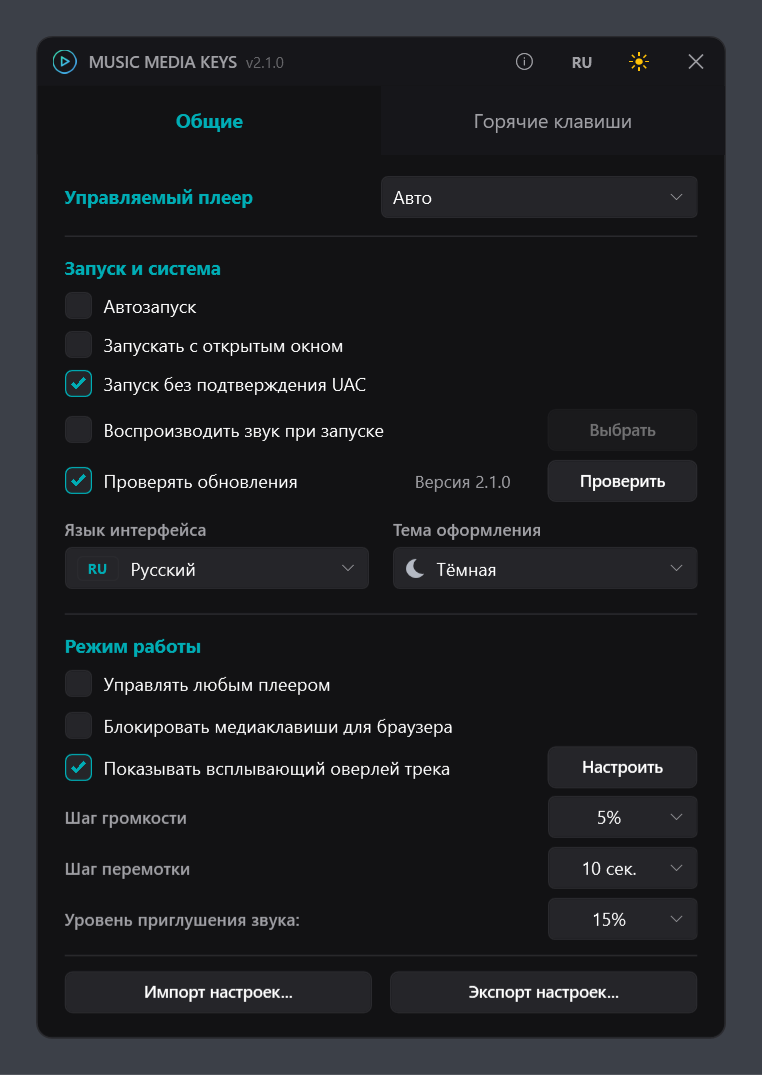 MUSIC MEDIA KEYS v2.1.0 RU
Общие Горячие клавиши
Управляемый плеер Авто
Запуск и система
Автозапуск
Запускать с открытым окном
Запуск без подтверждения UAC
Воспроизводить звук при запуске Выбрать
Проверять обновления Версия 2.1.0 Проверить
Язык интерфейса Тема оформления
RU Русский Тёмная
Режим работы
Управлять любым плеером
Блокировать медиаклавиши для браузера
Показывать всплывающий оверлей трека Настроить
Шаг громкости 5%
Шаг перемотки 10 сек.
Уровень приглушения звука: 15%
Импорт настроек... Экспорт настроек...